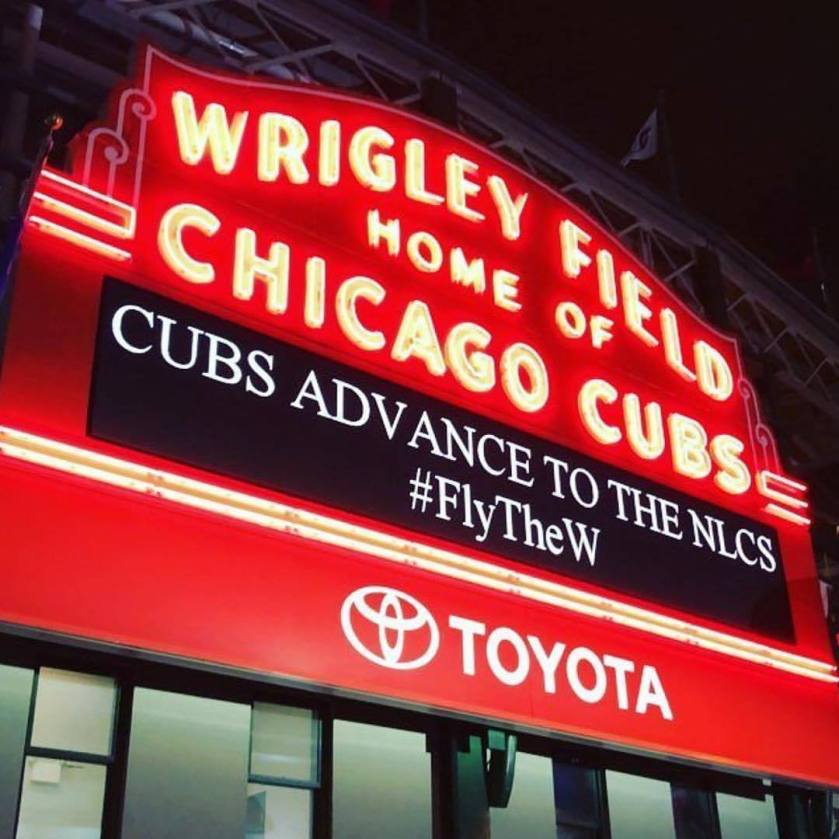 WRIGLEY FIELD
HOME OF
CHICAGO CUBS
CUBS ADVANCE TO THE NLCS
#FlyTheW
TOYOTA